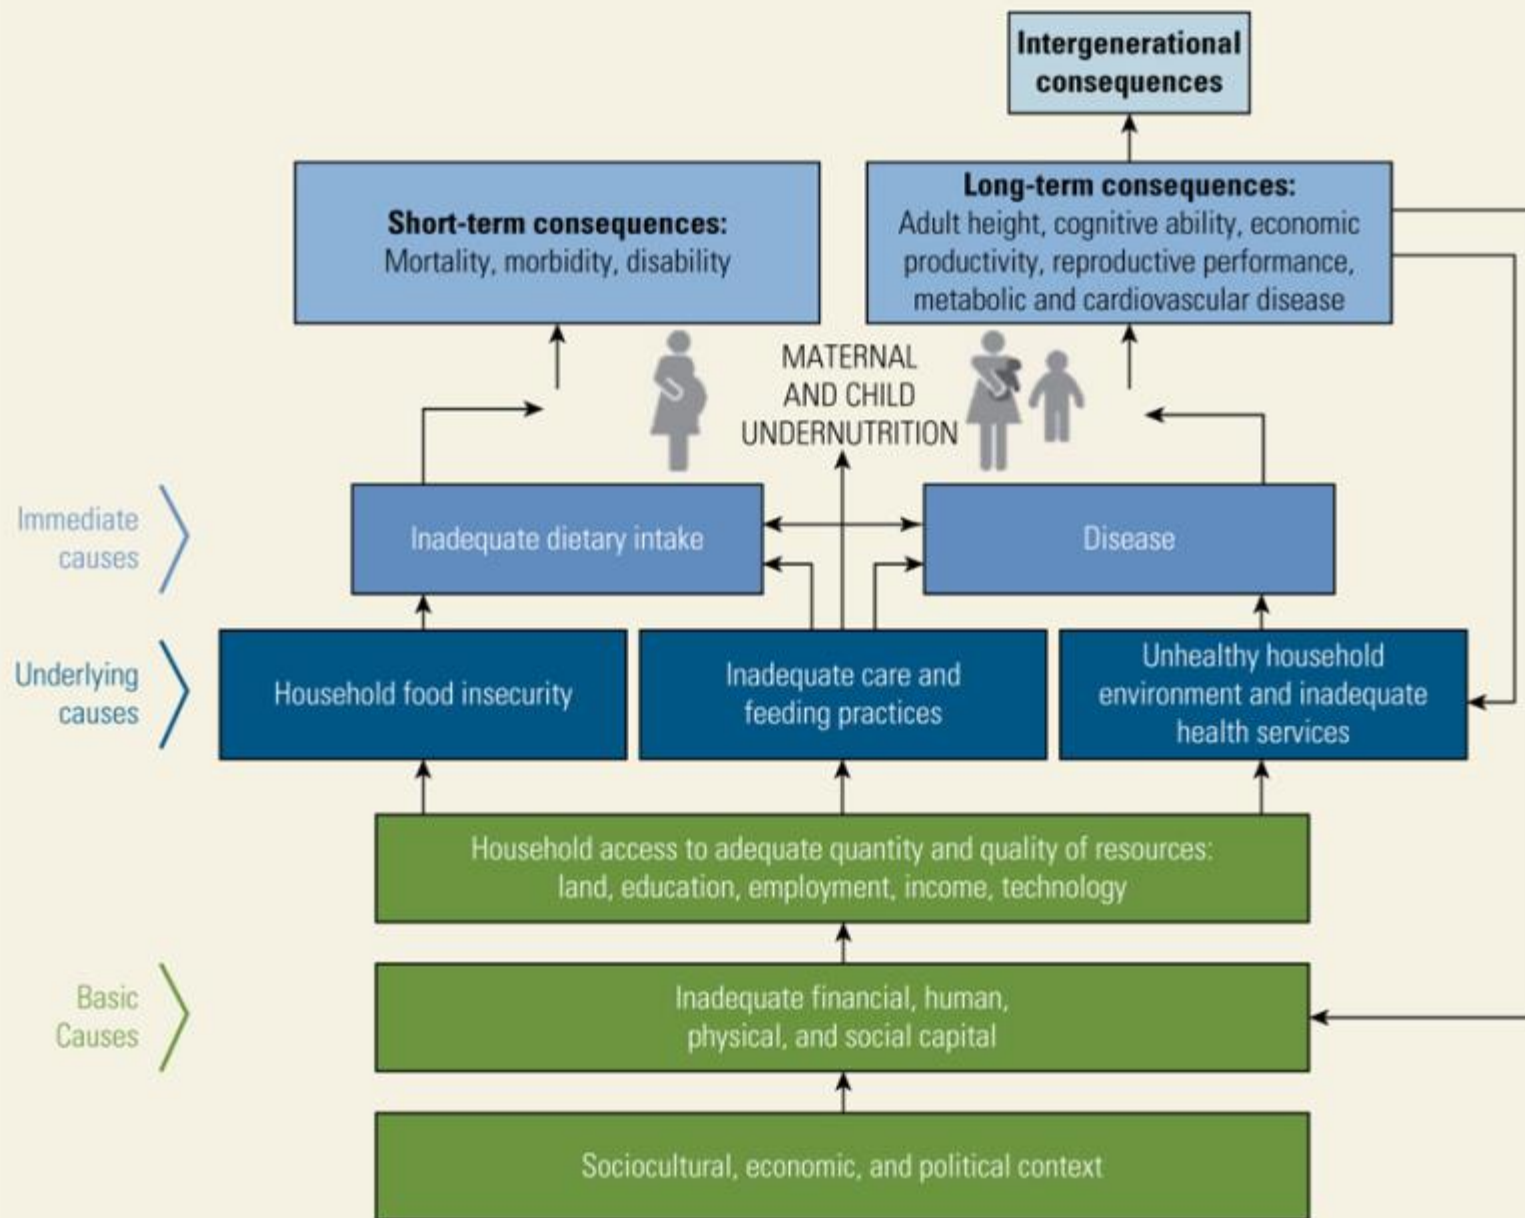 Intergenerational
consequences
Short-term consequences:
Mortality, morbidity, disability
Long-term consequences:
Adult height, cognitive ability, economic
productivity, reproductive performance,
metabolic and cardiovascular disease
MATERNAL
AND CHILD
UNDERNUTRITION
Immediate
causes
Inadequate dietary intake
Disease
Underlying
causes
Household food insecurity
Inadequate care and
feeding practices
Unhealthy household
environment and inadequate
health services
Household access to adequate quantity and quality of resources:
land, education, employment, income, technology
Basic
Causes
Inadequate financial, human,
physical, and social capital
Sociocultural, economic, and political context